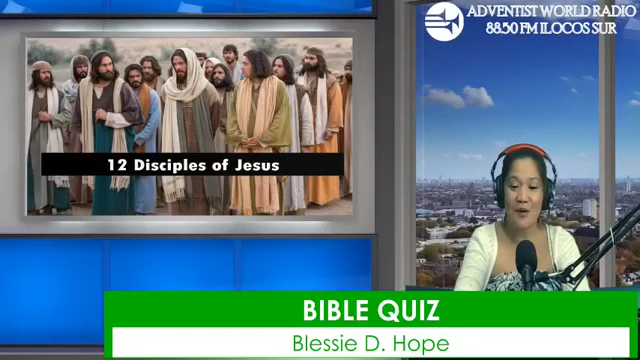 ADVENTIST WORLD RADIO
88.50 FM ILOCOS SUR
12 Disciples of Jesus
BIBLE QUIZ
Blessie D. Hope